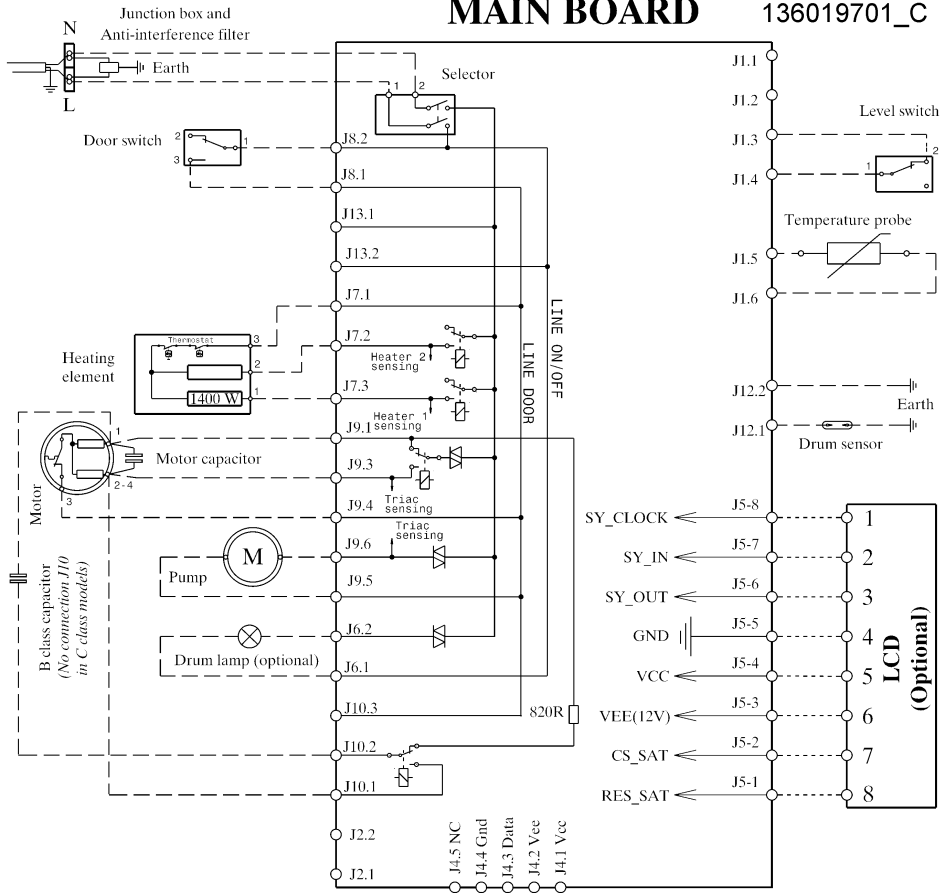 MAIN BOARD
136019701_C
Junction box and
Anti-interference filter
N
Earth
L
Selector
1
2
Door switch
2
1
3
J8.2
J8.1
J13.1
J13.2
J7.1
J7.2
J7.3
J9.1
J9.3
J9.4
J9.6
J9.5
J6.2
J6.1
J10.3
J10.2
J10.1
J2.2
J2.1
Heating
element
Thermostat
3
2
1
1400 W
Heater 2
sensing
Heater 1
sensing
LINE ON/OFF
LINE DOOR
Motor capacitor
1
2-4
3
Motor
Triac
sensing
Triac
sensing
M
Pump
Drum lamp (optional)
B class capacitor
(No connection J10
in C class models)
820R
J4.5 NC
J4.4 Gnd
J4.3 Data
J4.2 Vee
J4.1 Vcc
J1.1
J1.2
J1.3
J1.4
J1.5
J1.6
J12.2
J12.1
Level switch
1
2
Temperature probe
Earth
Drum sensor
SY_CLOCK
J5-8
1
SY_IN
J5-7
2
SY_OUT
J5-6
3
GND
J5-5
4
VCC
J5-4
5
VEE(12V)
J5-3
6
CS_SAT
J5-2
7
RES_SAT
J5-1
8
LCD
(Optional)